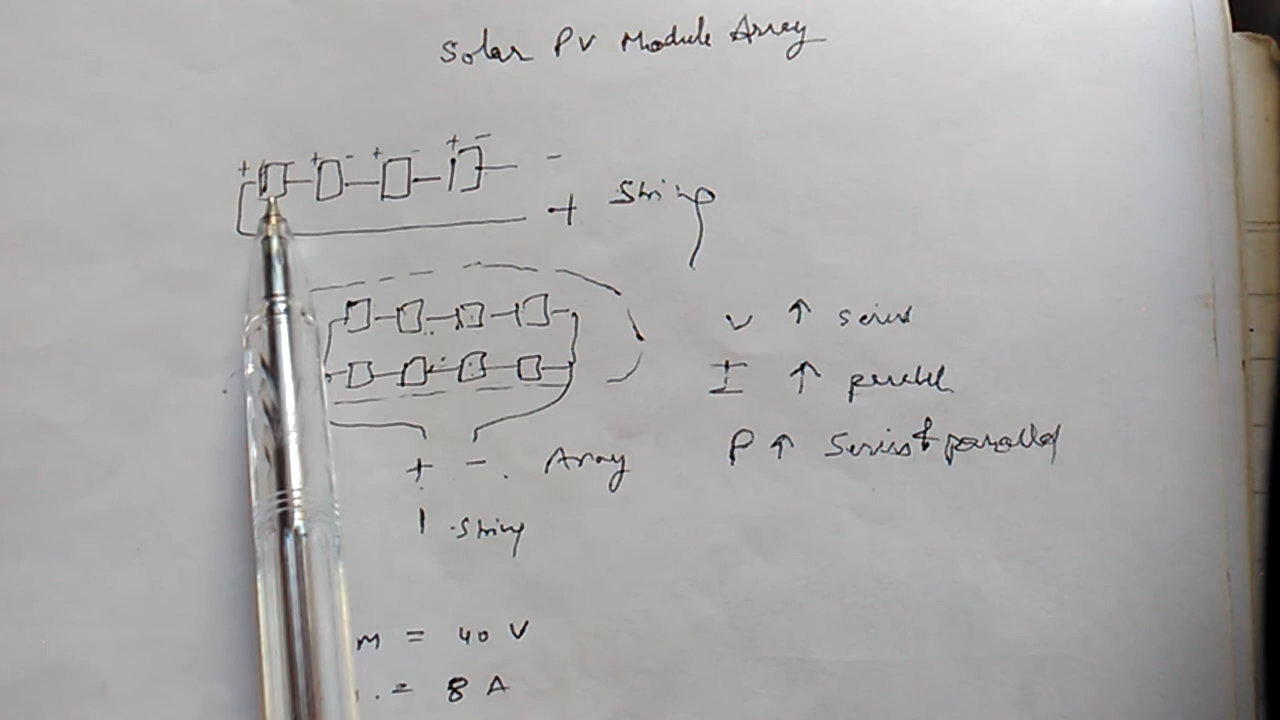 Solar PV Module Array
+ + - + - + - -
+ String
V ↑ series
I ↑ parallel
P ↑ Series & parallel
+ - . Array
1 string
m = 40 V
. = 8 A